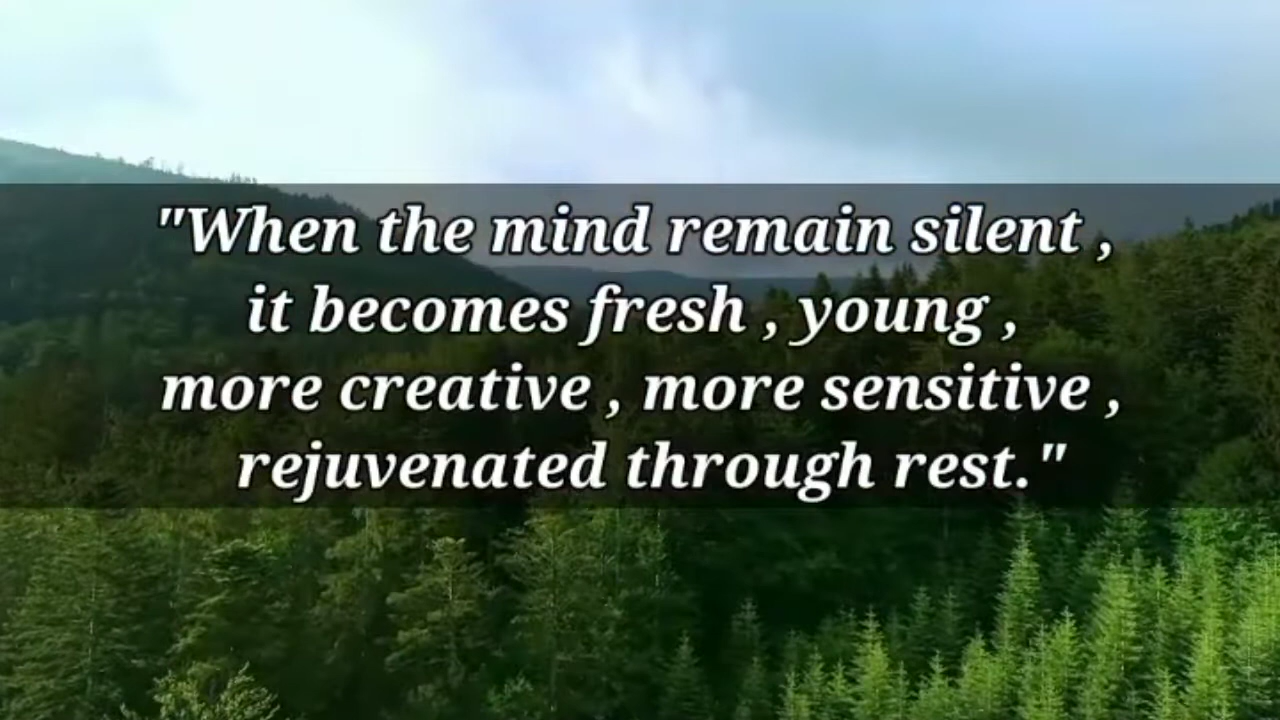 "When the mind remain silent ,
it becomes fresh , young ,
more creative , more sensitive ,
rejuvenated through rest."